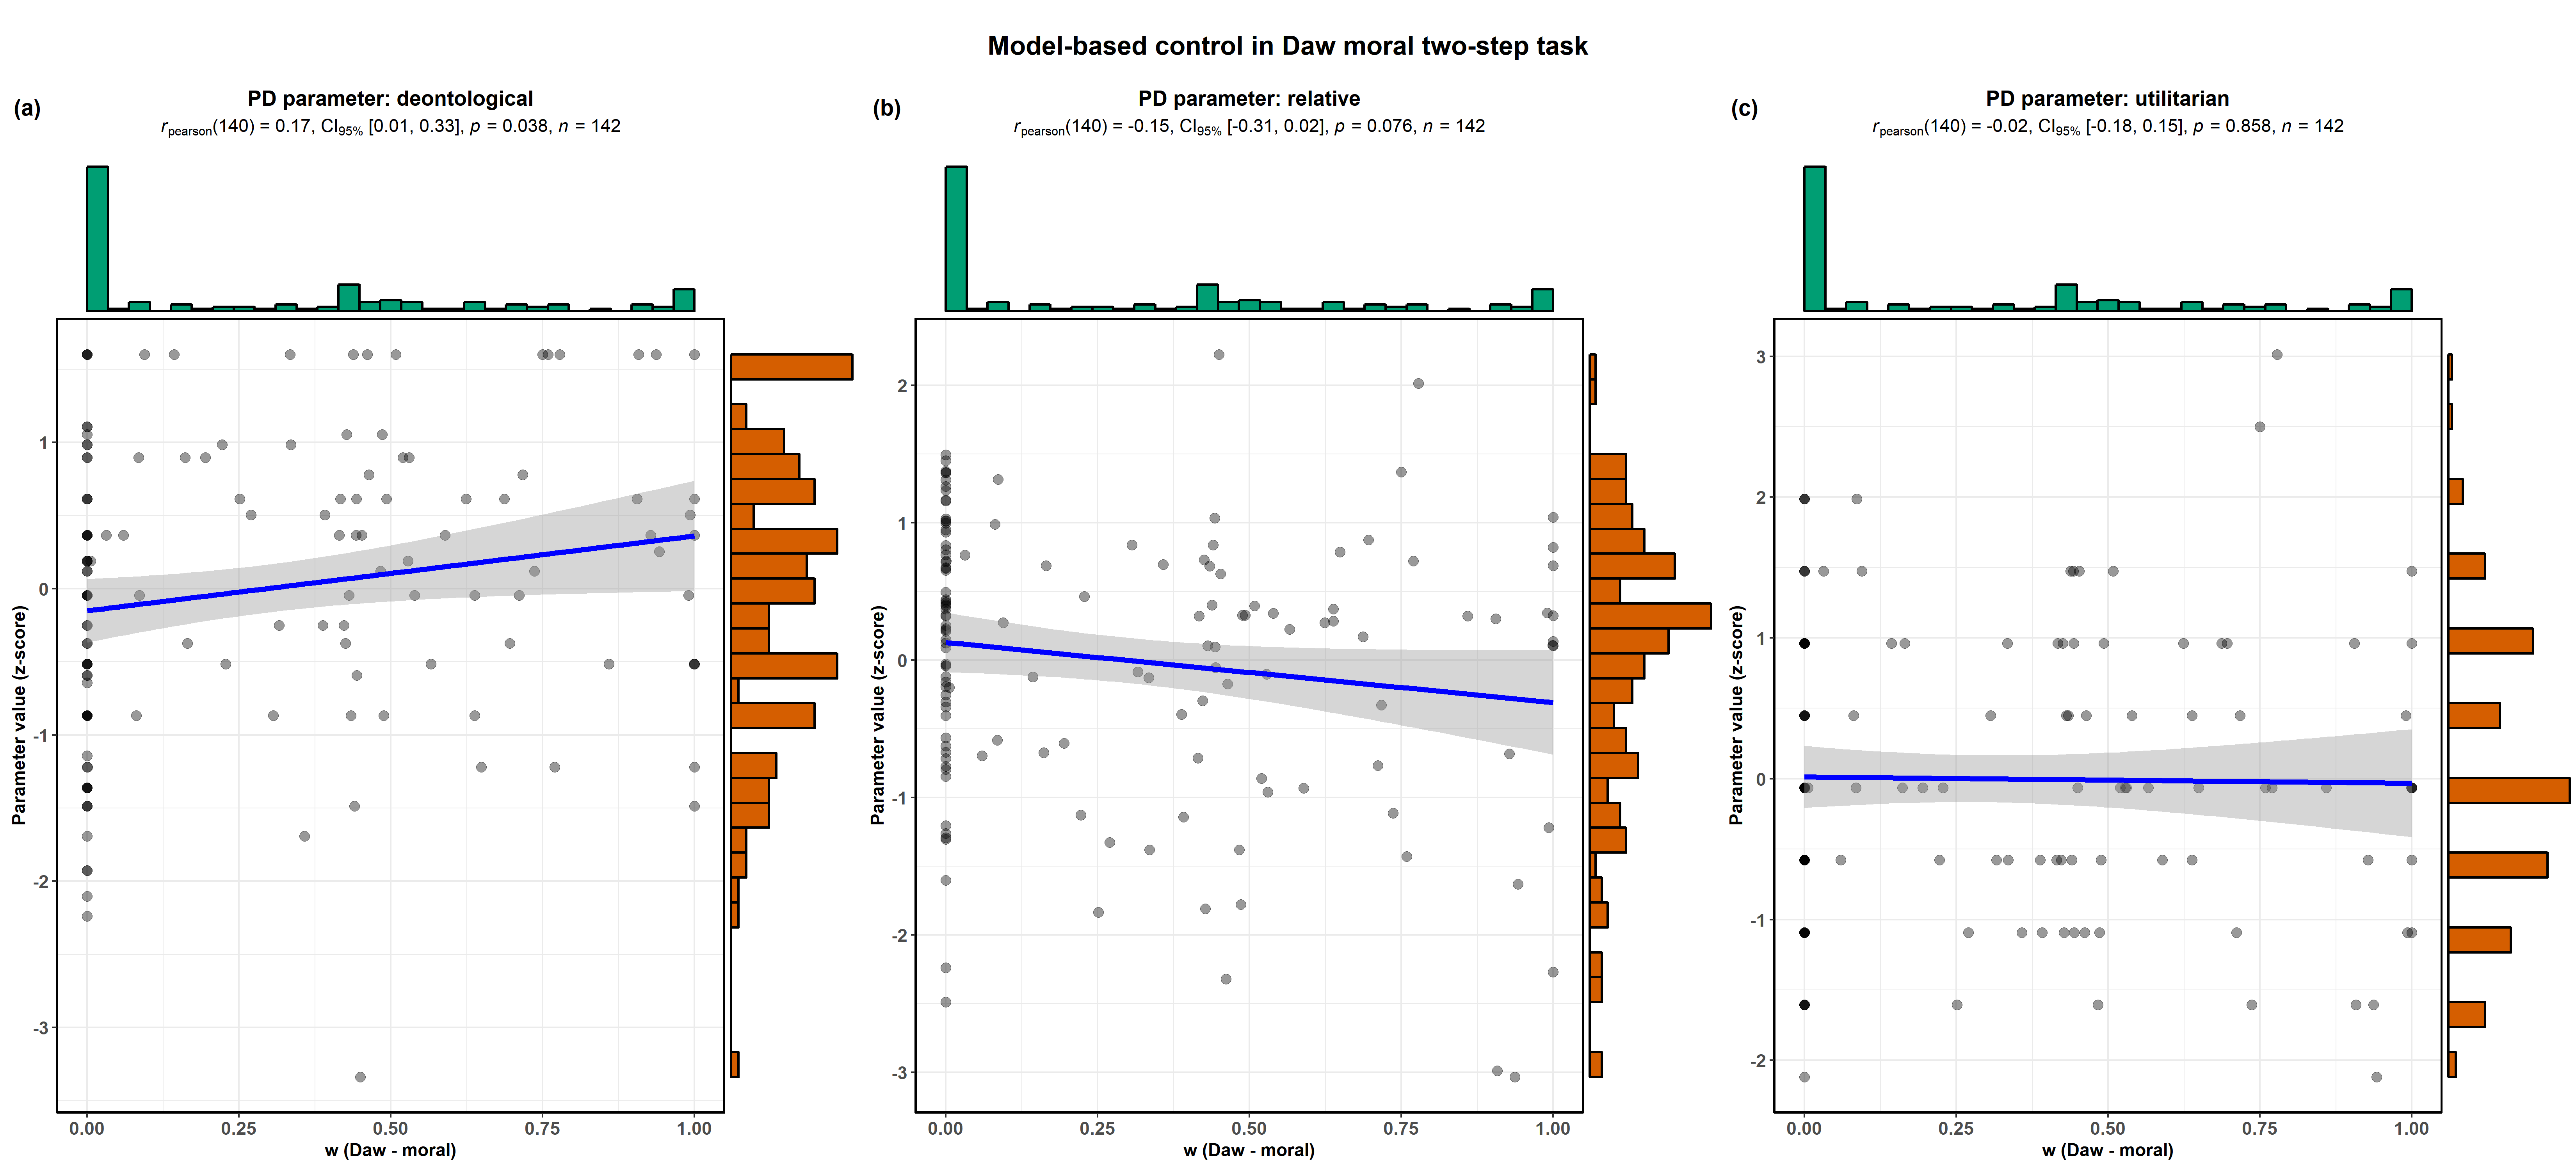 Model-based control in Daw moral two-step task
(a)
PD parameter: deontological
rpearson(140) = 0.17, CI95% [0.01, 0.33], p = 0.038, n = 142
Parameter value (z-score)
1
0
-1
-2
-3
0.00 0.25 0.50 0.75 1.00
w (Daw - moral)
(b)
PD parameter: relative
rpearson(140) = -0.15, CI95% [-0.31, 0.02], p = 0.076, n = 142
Parameter value (z-score)
2
1
0
-1
-2
-3
0.00 0.25 0.50 0.75 1.00
w (Daw - moral)
(c)
PD parameter: utilitarian
rpearson(140) = -0.02, CI95% [-0.18, 0.15], p = 0.858, n = 142
Parameter value (z-score)
3
2
1
0
-1
-2
0.00 0.25 0.50 0.75 1.00
w (Daw - moral)